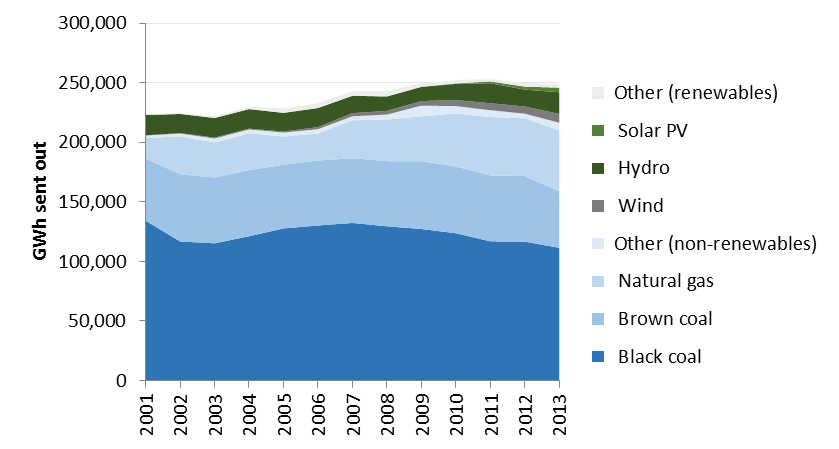 300,000
250,000
200,000
150,000
100,000
50,000
0
GWh sent out
2001
2002
2003
2004
2005
2006
2007
2008
2009
2010
2011
2012
2013
Other (renewables)
Solar PV
Hydro
Wind
Other (non-renewables)
Natural gas
Brown coal
Black coal